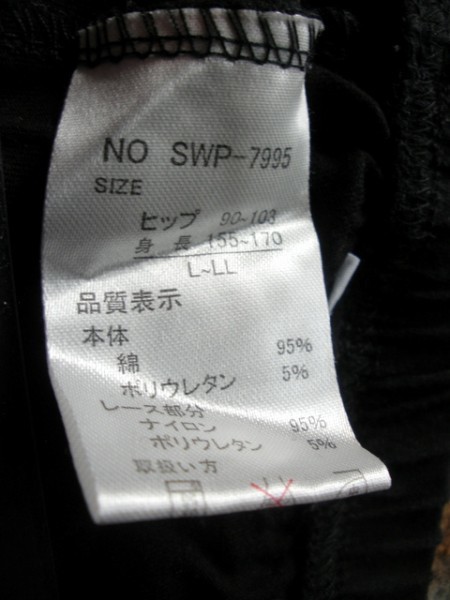 NO SWP-7995
SIZE
ヒップ 90~103
身長 155~170
L~LL
品質表示
本体
綿 95%
ポリウレタン 5%
レース部分
ナイロン 95%
ポリウレタン 5%
取扱い方